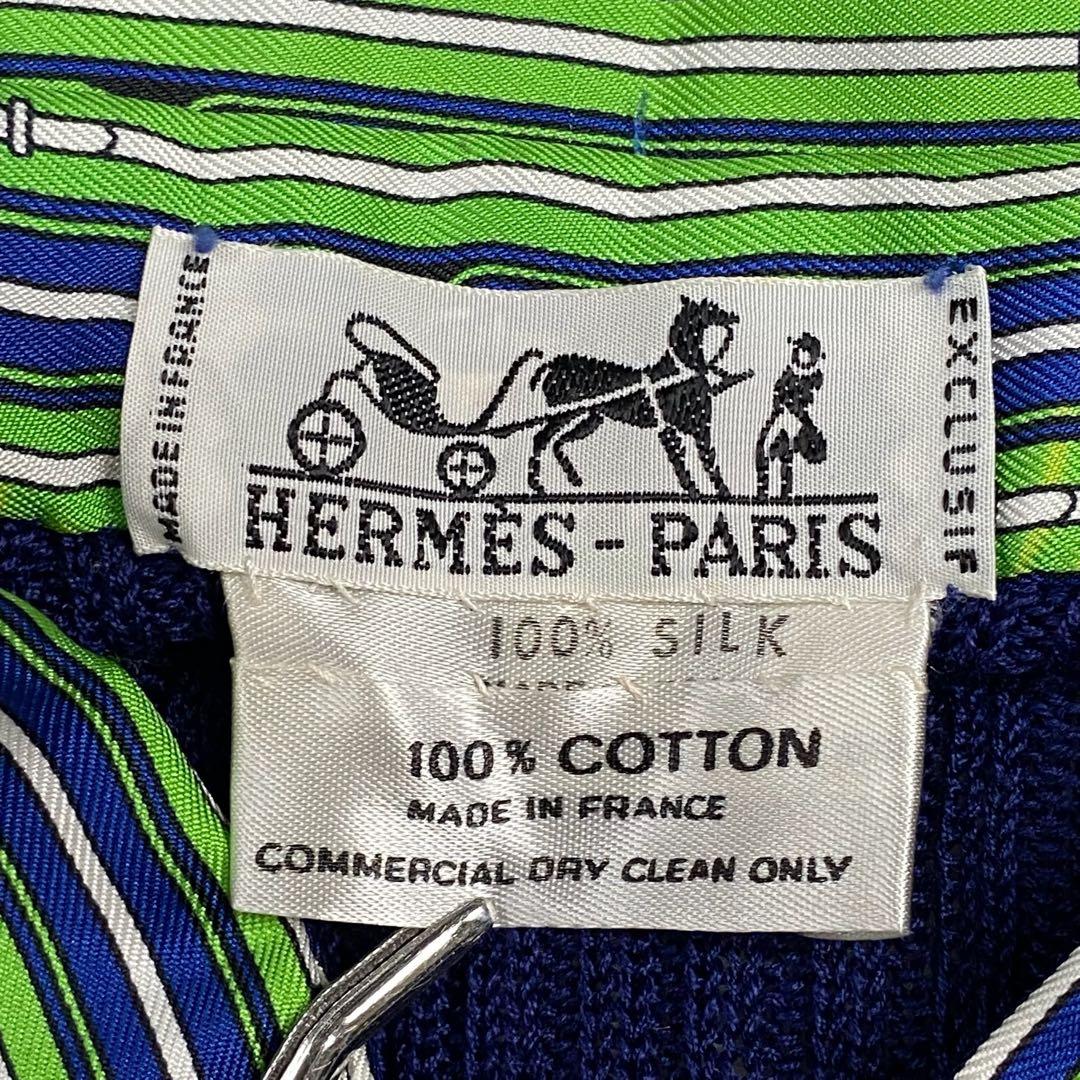 MADE IN FRANCE
EXCLUSIF
HERMÈS-PARIS
100% SILK
100% COTTON
MADE IN FRANCE
COMMERCIAL DRY CLEAN ONLY